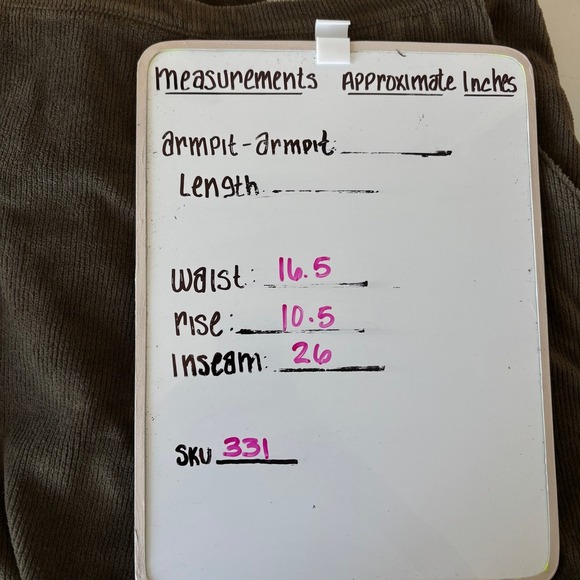 measurements Approximate Inches
armpit-armpit:
Length:
waist: 16.5
rise: 10.5
Inseam: 26
SKU 331